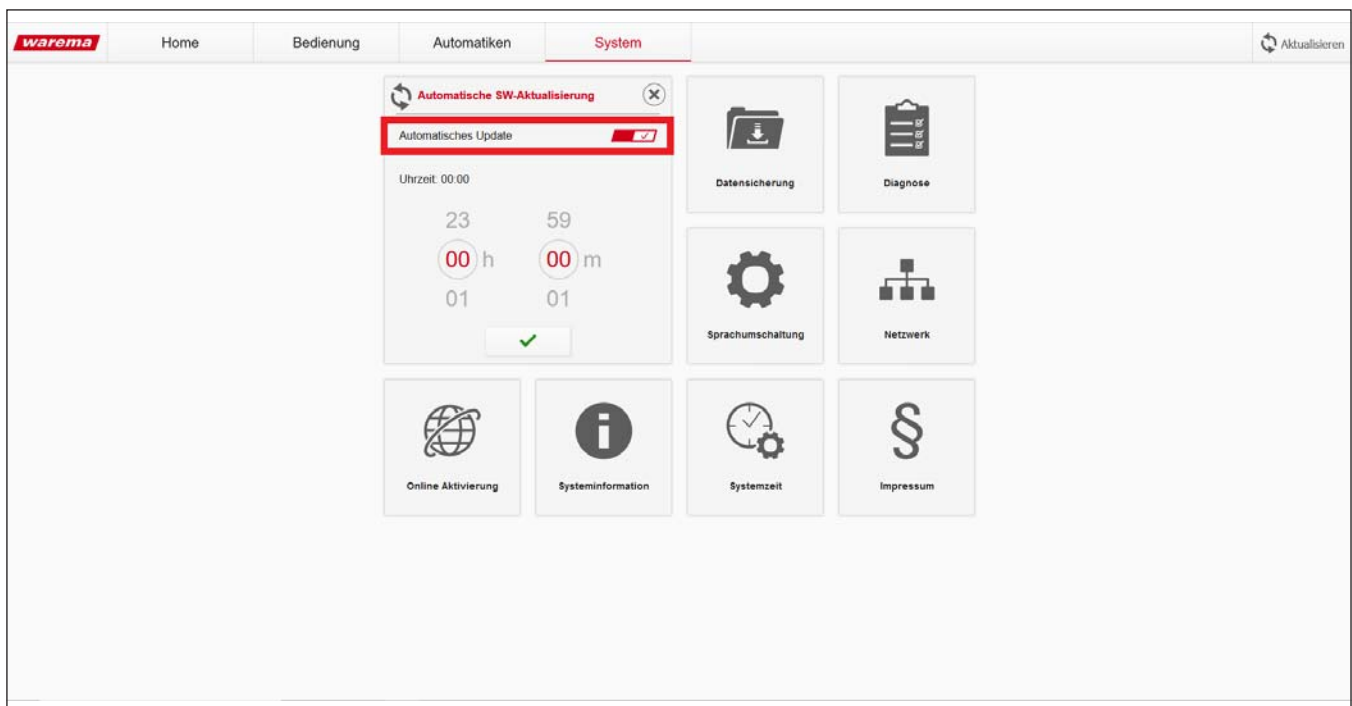 warema Home Bedienung Automatiken System Aktualisieren
Automatische SW-Aktualisierung
Automatisches Update
Uhrzeit: 00:00
23 59
00 h 00 m
01 01
Datensicherung Diagnose
Sprachumschaltung Netzwerk
Online Aktivierung Systeminformation Systemzeit Impressum